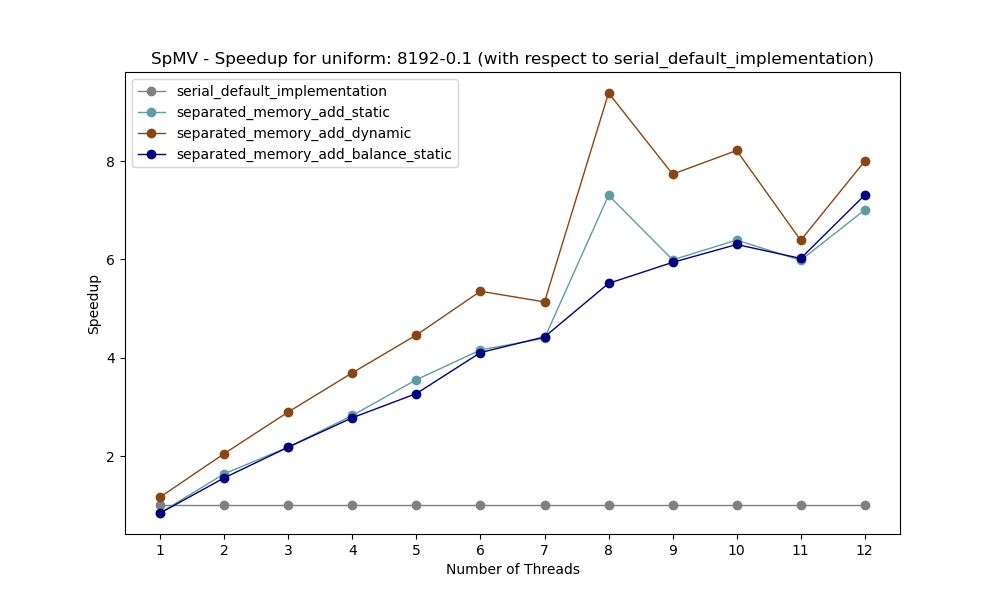 SpMV - Speedup for uniform: 8192-0.1 (with respect to serial_default_implementation)
serial_default_implementation
separated_memory_add_static
separated_memory_add_dynamic
separated_memory_add_balance_static
8
6
4
2
Speedup
1 2 3 4 5 6 7 8 9 10 11 12
Number of Threads